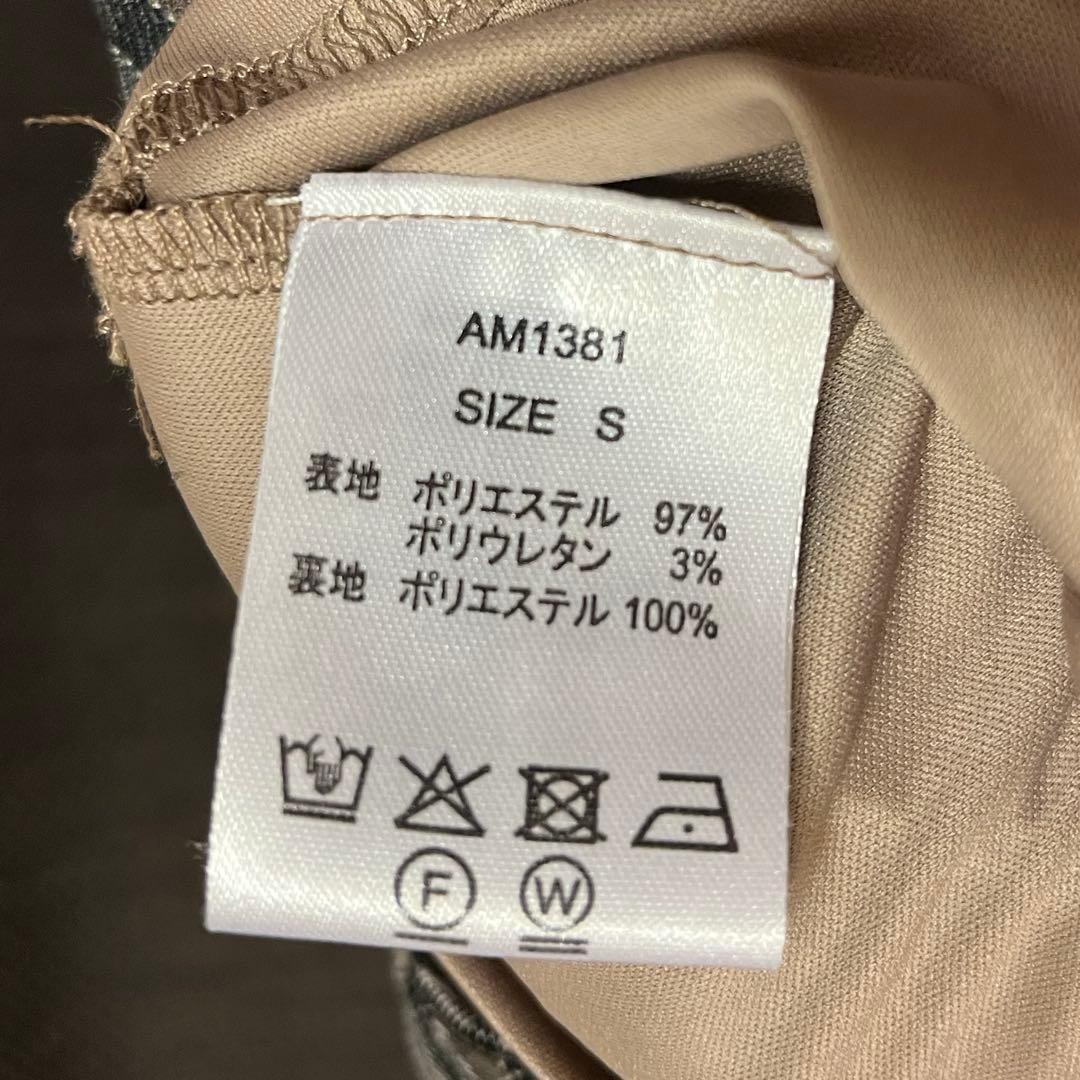 AM1381
SIZE S
表地 ポリエステル 97%
ポリウレタン 3%
裏地 ポリエステル 100%
F W